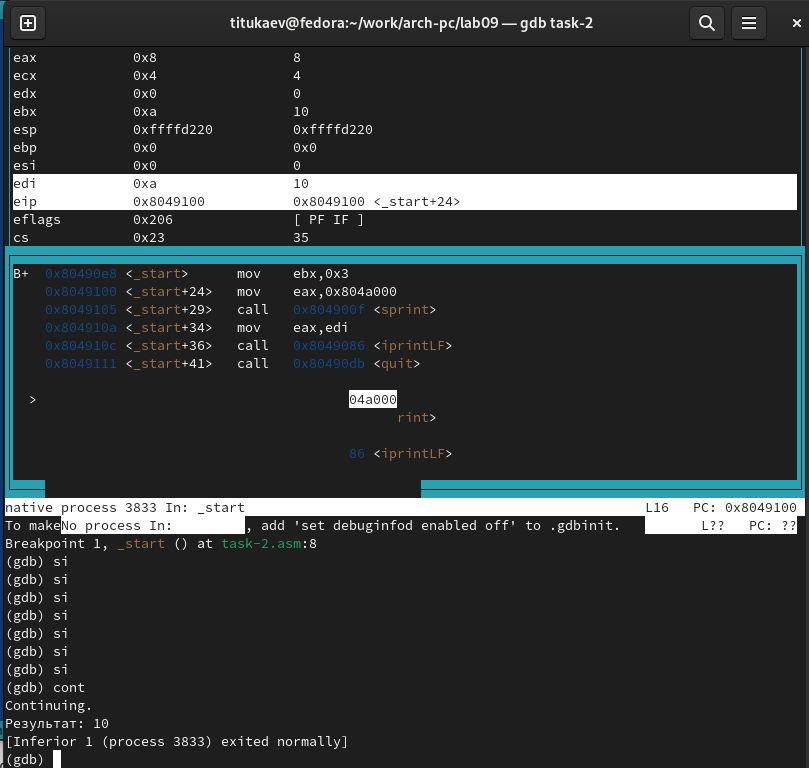 titukaev@fedora:~/work/arch-pc/lab09 — gdb task-2
eax 0x8 8
ecx 0x4 4
edx 0x0 0
ebx 0xa 10
esp 0xffffd220 0xffffd220
ebp 0x0 0x0
esi 0x0 0
edi 0xa 10
eip 0x8049100 0x8049100 <_start+24>
eflags 0x206 [ PF IF ]
cs 0x23 35
B+ 0x80490e8 <_start> mov ebx,0x3
0x8049100 <_start+24> mov eax,0x804a000
0x8049105 <_start+29> call 0x804900f <sprint>
0x804910a <_start+34> mov eax,edi
0x804910c <_start+36> call 0x8049086 <iprintLF>
0x8049111 <_start+41> call 0x80490db <quit>
> 04a000
rint>
86 <iprintLF>
native process 3833 In: _start L16 PC: 0x8049100
To makeNo process In: , add 'set debuginfod enabled off' to .gdbinit. L?? PC: ??
Breakpoint 1, _start () at task-2.asm:8
(gdb) si
(gdb) si
(gdb) si
(gdb) si
(gdb) si
(gdb) si
(gdb) si
(gdb) cont
Continuing.
Результат: 10
[Inferior 1 (process 3833) exited normally]
(gdb)